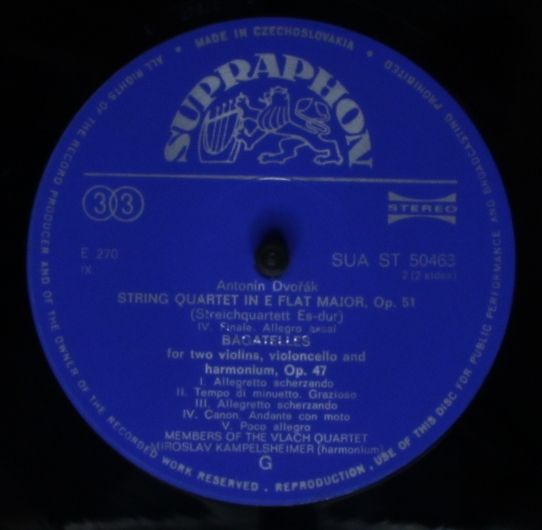 MADE IN CZECHOSLOVAKIA
ALL RIGHTS OF THE RECORD PRODUCER AND OF THE OWNER OF THE RECORDED WORK RESERVED . REPRODUCTION, USE OF THIS DISC FOR PUBLIC PERFORMANCE AND BROADCASTING PROHIBITED
SUPRAPHON
33
STEREO
E 270
IX
SUA ST 50463
2 (2 sides)
Antonin Dvořák
STRING QUARTET IN E FLAT MAJOR, Op. 51
(Streichquartett Es-dur)
IV. Finale. Allegro assai
BAGATELLES
for two violins, violoncello and
harmonium, Op. 47
I. Allegretto scherzando
II. Tempo di minuetto. Grazioso
III. Allegretto scherzando
IV. Canon. Andante con moto
V. Poco allegro
MEMBERS OF THE VLACH QUARTET
MIROSLAV KAMPELSHEIMER (harmonium)
G